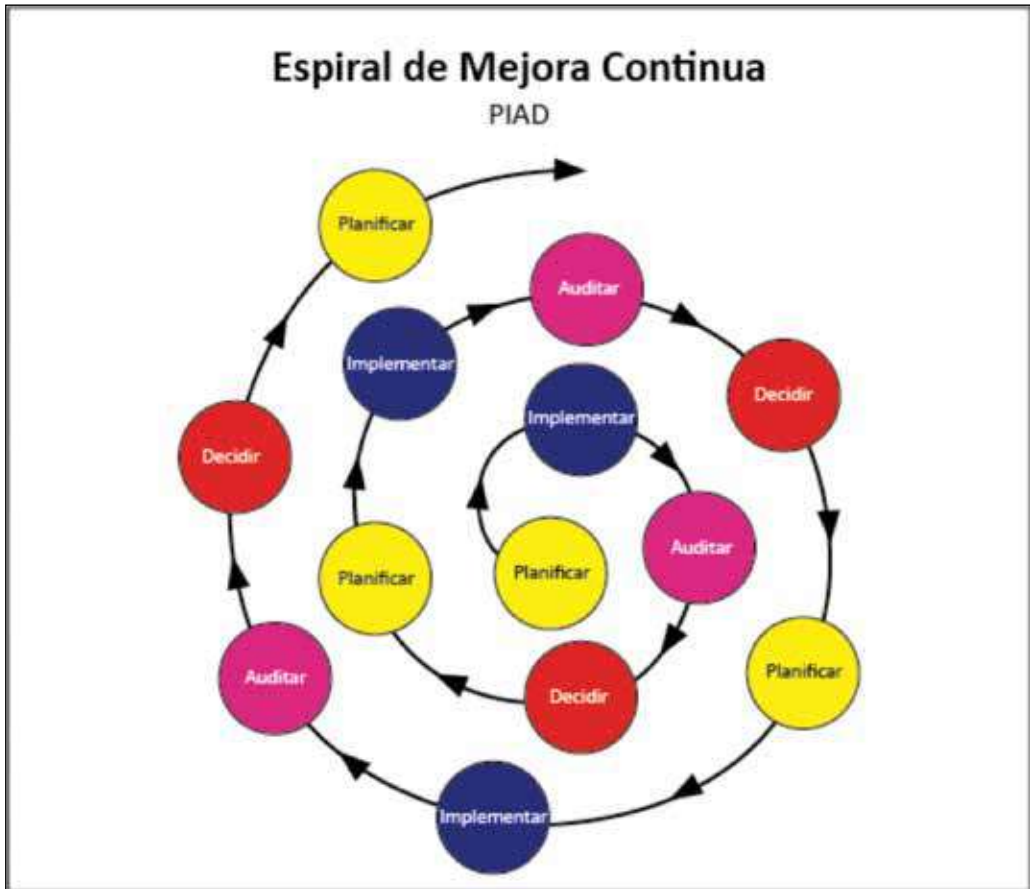 Espiral de Mejora Continua
PIAD
Planificar
Implementar
Auditar
Decidir
Planificar
Implementar
Auditar
Decidir
Planificar
Implementar
Auditar
Decidir
Planificar